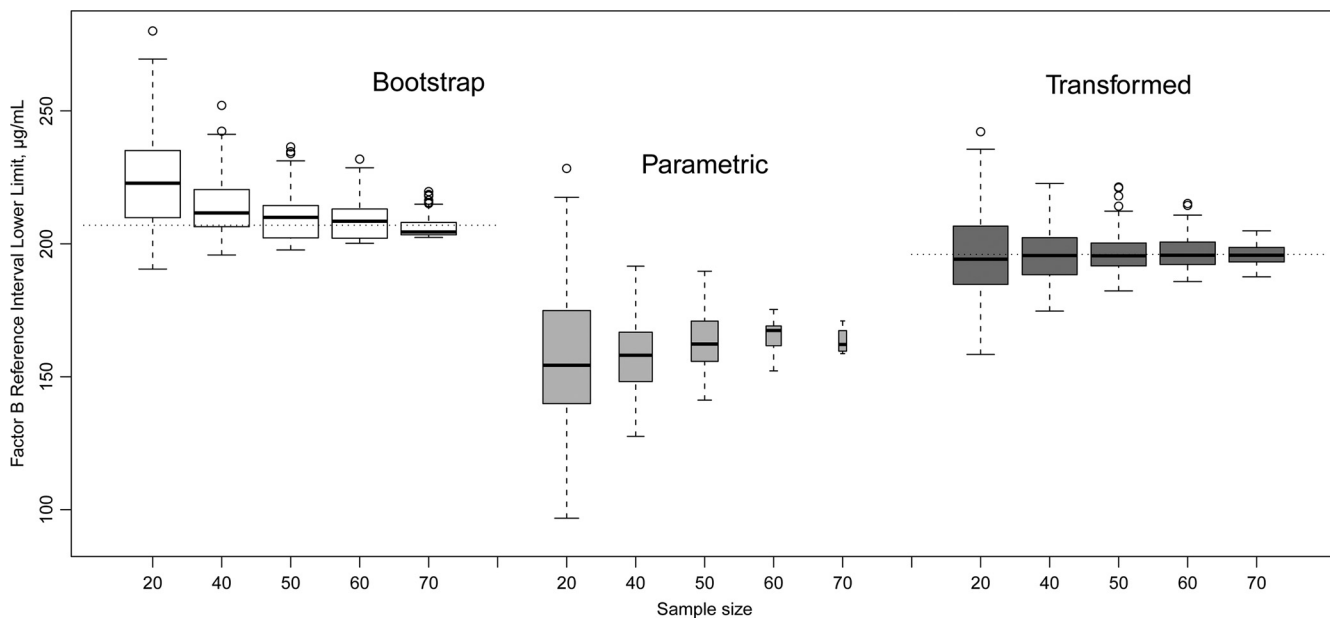 Bootstrap
Parametric
Transformed
Factor B Reference Interval Lower Limit, µg/mL
250
200
150
100
20 40 50 60 70 20 40 50 60 70 20 40 50 60 70
Sample size